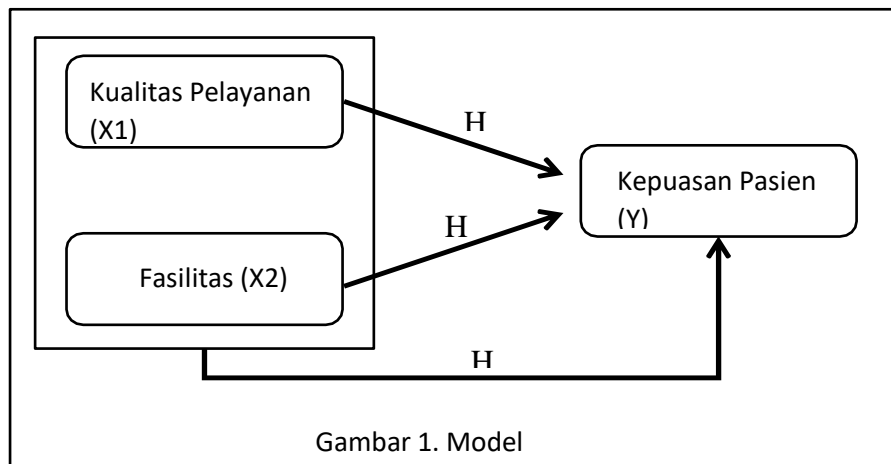 Kualitas Pelayanan
(X1)
H
Kepuasan Pasien
(Y)
H
Fasilitas (X2)
H
Gambar 1. Model